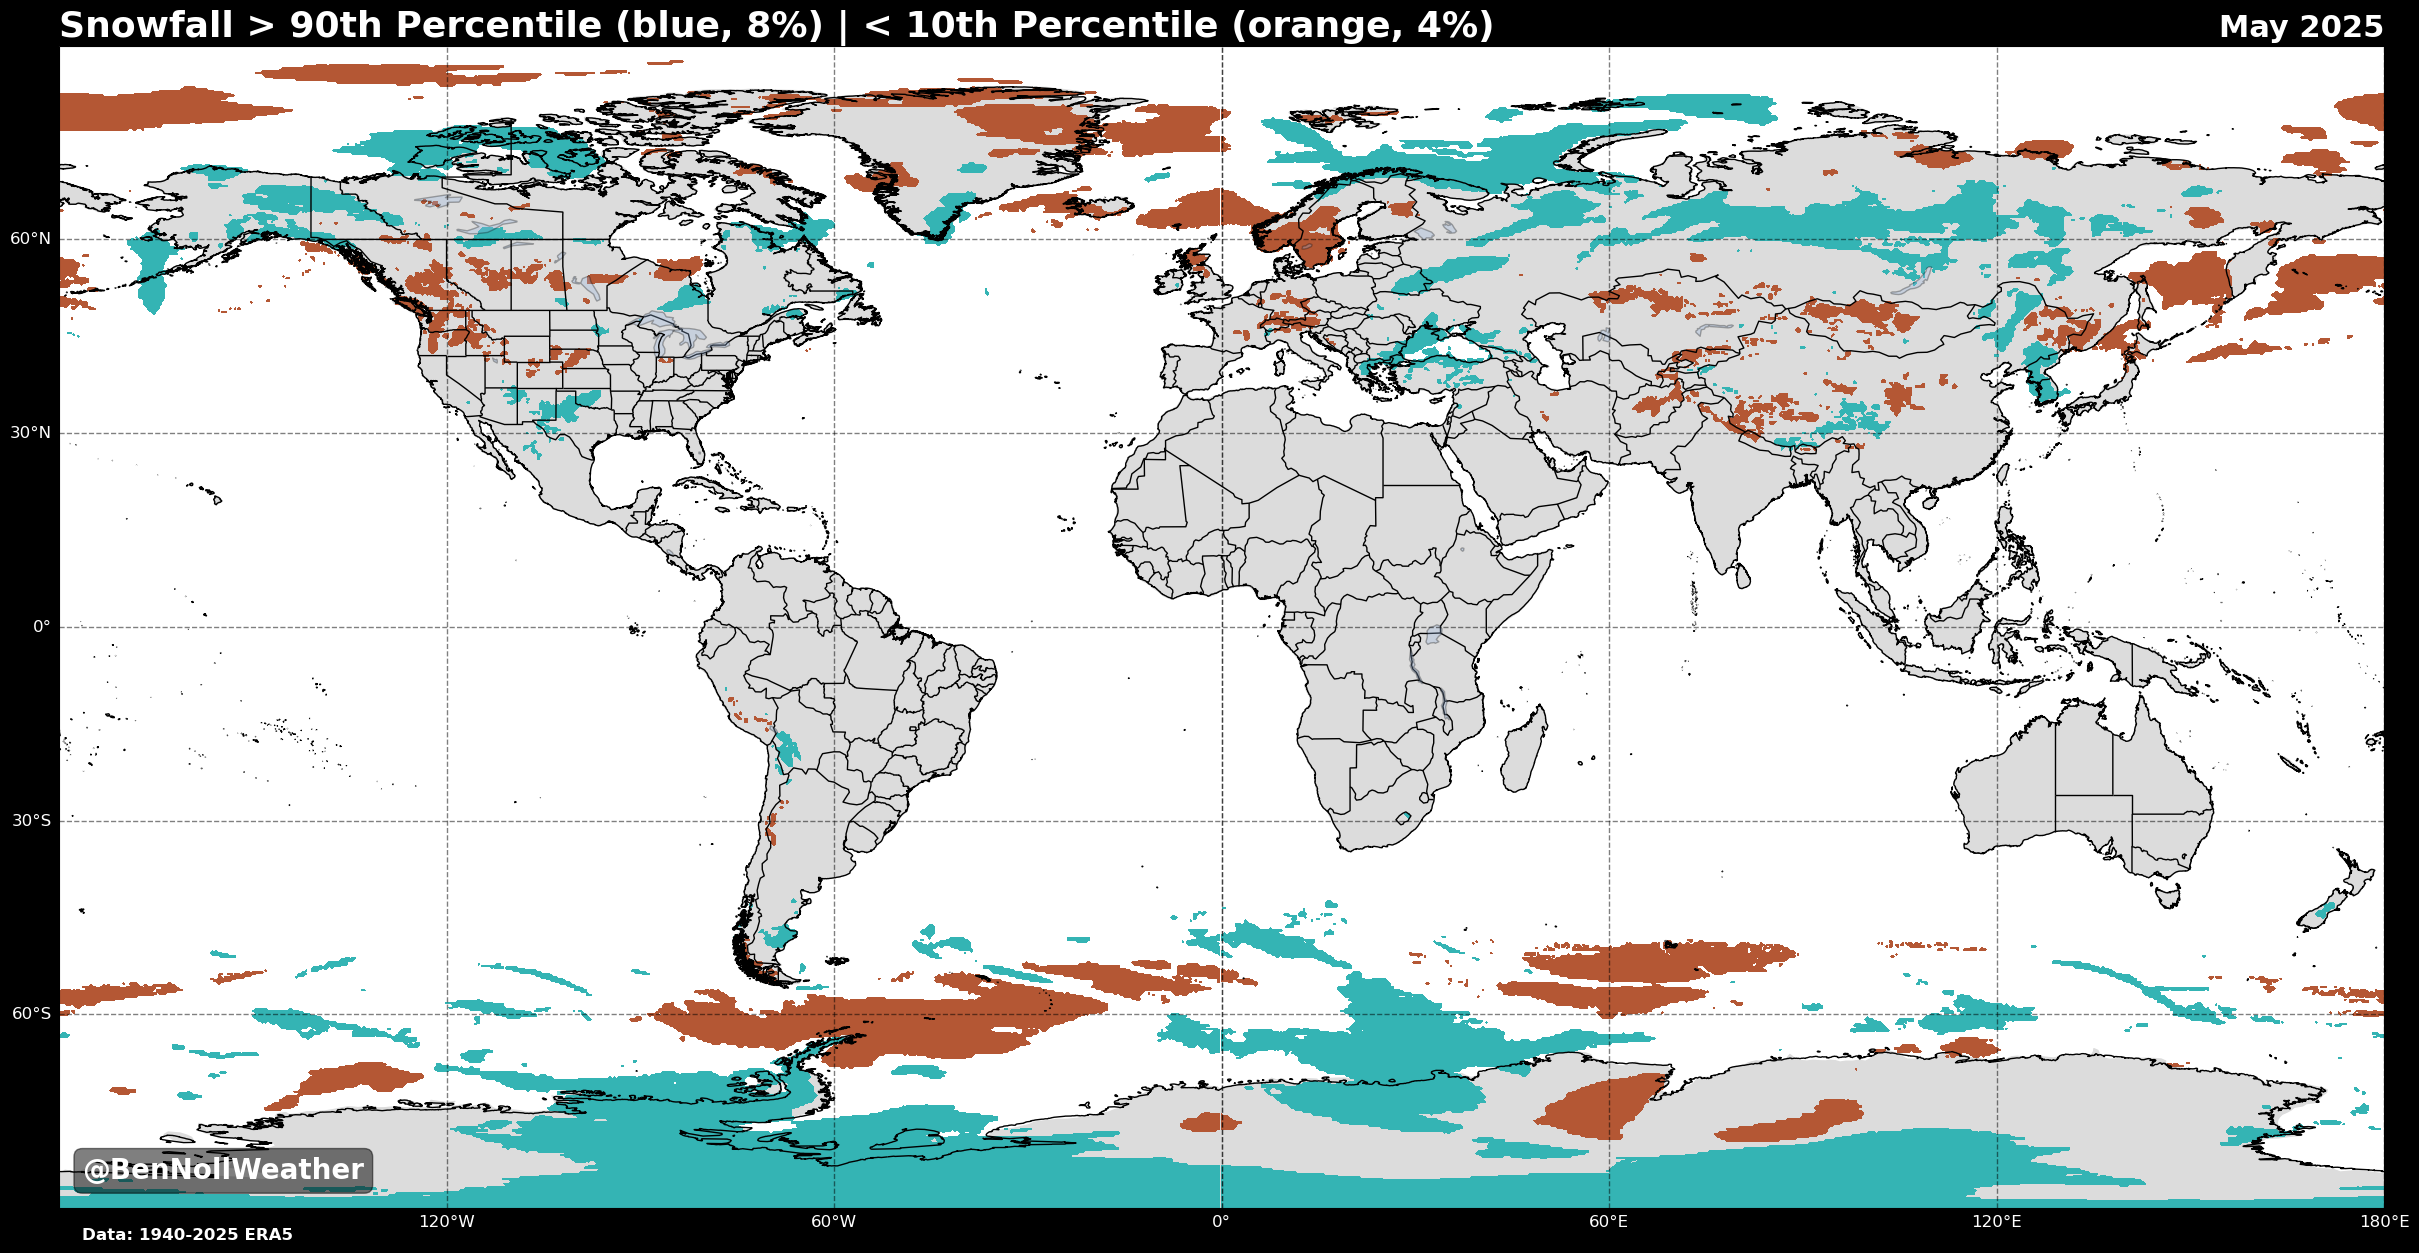 Snowfall > 90th Percentile (blue, 8%) | < 10th Percentile (orange, 4%)
May 2025
60°N
30°N
0°
30°S
60°S
@BenNollWeather
120°W
60°W
0°
60°E
120°E
180°E
Data: 1940-2025 ERA5